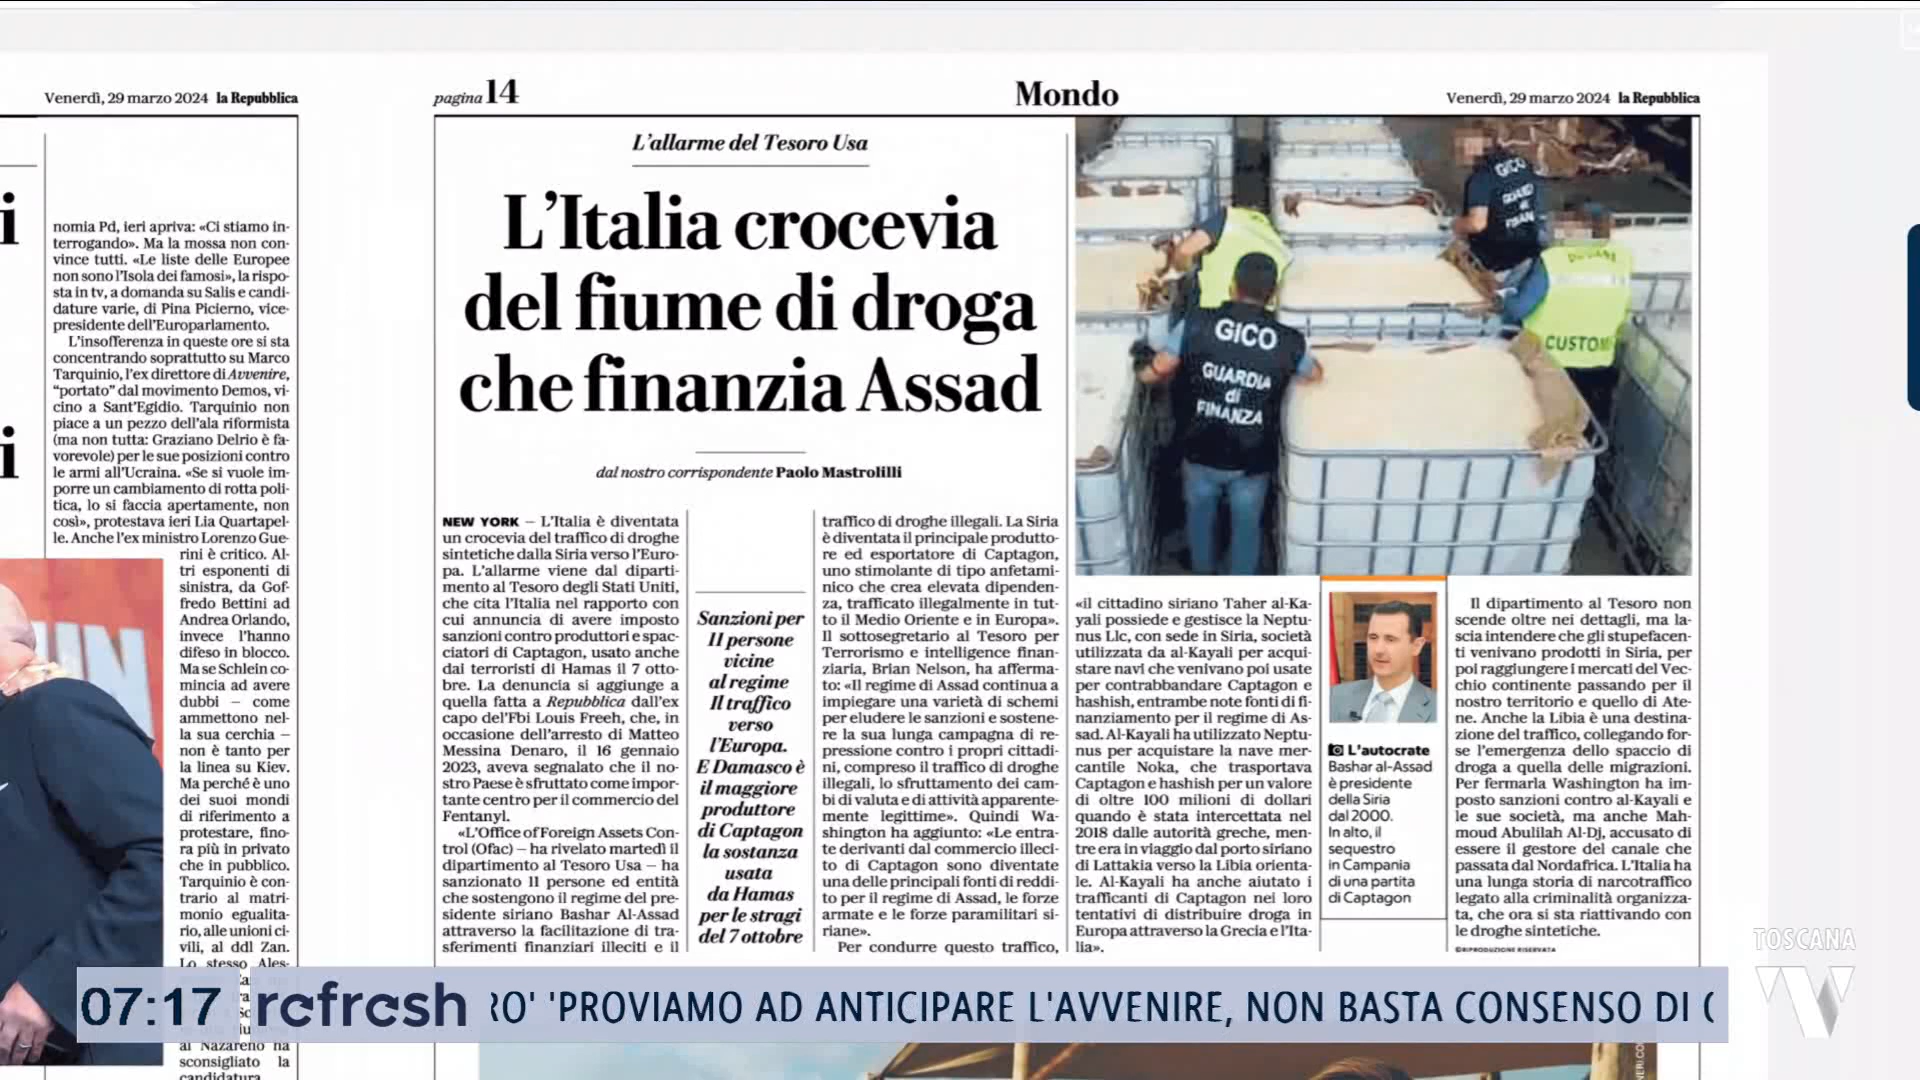 Venerdì, 29 marzo 2024 la Repubblica
nomia Pd, ieri apriva: «Ci stiamo in-
terrogando». Ma la mossa non con-
vince tutti. «Le liste delle Europee
non sono l'Isola dei famosi», la rispo-
sta in tv, a domanda su Salis e candi-
dature varie, di Pina Picierno, vice-
presidente dell'Europarlamento.
L'insofferenza in queste ore si sta
concentrando soprattutto su Marco
Tarquinio, l'ex direttore di Avvenire,
"portato" dal movimento Demos, vi-
cino a Sant'Egidio. Tarquinio non
piace a un pezzo dell'ala riformista
(ma non tutta: Graziano Delrio è fa-
vorevole) per le sue posizioni contro
le armi all'Ucraina. «Se si vuole im-
porre un cambiamento di rotta poli-
tica, lo si faccia apertamente, non
così», protestava ieri Lia Quartapel-
le. Anche l'ex ministro Lorenzo Gue-
rini è critico. Al-
tri esponenti di
sinistra, da Gof-
fredo Bettini ad
Andrea Orlando,
invece l'hanno
difeso in blocco.
Ma se Schlein co-
mincia ad avere
dubbi – come
ammettono nel-
la sua cerchia –
non è tanto per
la linea su Kiev.
Ma perché è uno
dei suoi mondi
di riferimento a
protestare, fino-
ra più in privato
che in pubblico.
Tarquinio è con-
trario al matri-
monio egualita-
rio, alle unioni ci-
vili, al ddl Zan.
Lo stesso Ales-
al Nazareno ha
sconsigliato la
candidatura
pagina 14
Mondo
Venerdì, 29 marzo 2024 la Repubblica
L'allarme del Tesoro Usa
L'Italia crocevia
del fiume di droga
che finanzia Assad
dal nostro corrispondente Paolo Mastrolilli
NEW YORK – L'Italia è diventata
un crocevia del traffico di droghe
sintetiche dalla Siria verso l'Euro-
pa. L'allarme viene dal diparti-
mento al Tesoro degli Stati Uniti,
che cita l'Italia nel rapporto con
cui annuncia di avere imposto
sanzioni contro produttori e spac-
ciatori di Captagon, usato anche
dai terroristi di Hamas il 7 otto-
bre. La denuncia si aggiunge a
quella fatta a Repubblica dall'ex
capo del'Fbi Louis Freeh, che, in
occasione dell'arresto di Matteo
Messina Denaro, il 16 gennaio
2023, aveva segnalato che il no-
stro Paese è sfruttato come impor-
tante centro per il commercio del
Fentanyl.
«L'Office of Foreign Assets Con-
trol (Ofac) – ha rivelato martedì il
dipartimento al Tesoro Usa – ha
sanzionato 11 persone ed entità
che sostengono il regime del pre-
sidente siriano Bashar Al-Assad
attraverso la facilitazione di tra-
sferimenti finanziari illeciti e il
Sanzioni per
11 persone
vicine
al regime
Il traffico
verso
l'Europa.
E Damasco è
il maggiore
produttore
di Captagon
la sostanza
usata
da Hamas
per le stragi
del 7 ottobre
traffico di droghe illegali. La Siria
è diventata il principale produtto-
re ed esportatore di Captagon,
uno stimolante di tipo anfetami-
nico che crea elevata dipenden-
za, trafficato illegalmente in tut-
to il Medio Oriente e in Europa».
Il sottosegretario al Tesoro per
Terrorismo e intelligence finan-
ziaria, Brian Nelson, ha afferma-
to: «Il regime di Assad continua a
impiegare una varietà di schemi
per eludere le sanzioni e sostene-
re la sua lunga campagna di re-
pressione contro i propri cittadi-
ni, compreso il traffico di droghe
illegali, lo sfruttamento dei cam-
bi di valuta e di attività apparente-
mente legittime». Quindi Wa-
shington ha aggiunto: «Le entra-
te derivanti dal commercio illeci-
to di Captagon sono diventate
una delle principali fonti di reddi-
to per il regime di Assad, le forze
armate e le forze paramilitari si-
riane».
Per condurre questo traffico,
GICO
GUARDIA
di
FINANZA
GICO
GUARDI
di
FINAN
DOUANE
CUSTOM
«il cittadino siriano Taher al-Ka-
yali possiede e gestisce la Neptu-
nus Llc, con sede in Siria, società
utilizzata da al-Kayali per acqui-
stare navi che venivano poi usate
per contrabbandare Captagon e
hashish, entrambe note fonti di fi-
nanziamento per il regime di As-
sad. Al-Kayali ha utilizzato Neptu-
nus per acquistare la nave mer-
cantile Noka, che trasportava
Captagon e hashish per un valore
di oltre 100 milioni di dollari
quando è stata intercettata nel
2018 dalle autorità greche, men-
tre era in viaggio dal porto siriano
di Lattakia verso la Libia orienta-
le. Al-Kayali ha anche aiutato i
trafficanti di Captagon nei loro
tentativi di distribuire droga in
Europa attraverso la Grecia e l'Ita-
lia».
L'autocrate
Bashar al-Assad
è presidente
della Siria
dal 2000.
In alto, il
sequestro
in Campania
di una partita
di Captagon
Il dipartimento al Tesoro non
scende oltre nei dettagli, ma la-
scia intendere che gli stupefacen-
ti venivano prodotti in Siria, per
poi raggiungere i mercati del Vec-
chio continente passando per il
nostro territorio e quello di Ate-
ne. Anche la Libia è una destina-
zione del traffico, collegando for-
se l'emergenza dello spaccio di
droga a quella delle migrazioni.
Per fermarla Washington ha im-
posto sanzioni contro al-Kayali e
le sue società, ma anche Mah-
moud Abulilah Al-Dj, accusato di
essere il gestore del canale che
passava dal Nordafrica. L'Italia ha
una lunga storia di narcotraffico
legato alla criminalità organizza-
ta, che ora si sta riattivando con
le droghe sintetiche.
©RIPRODUZIONE RISERVATA
TOSCANA
07:17 refresh RO' 'PROVIAMO AD ANTICIPARE L'AVVENIRE, NON BASTA CONSENSO DI